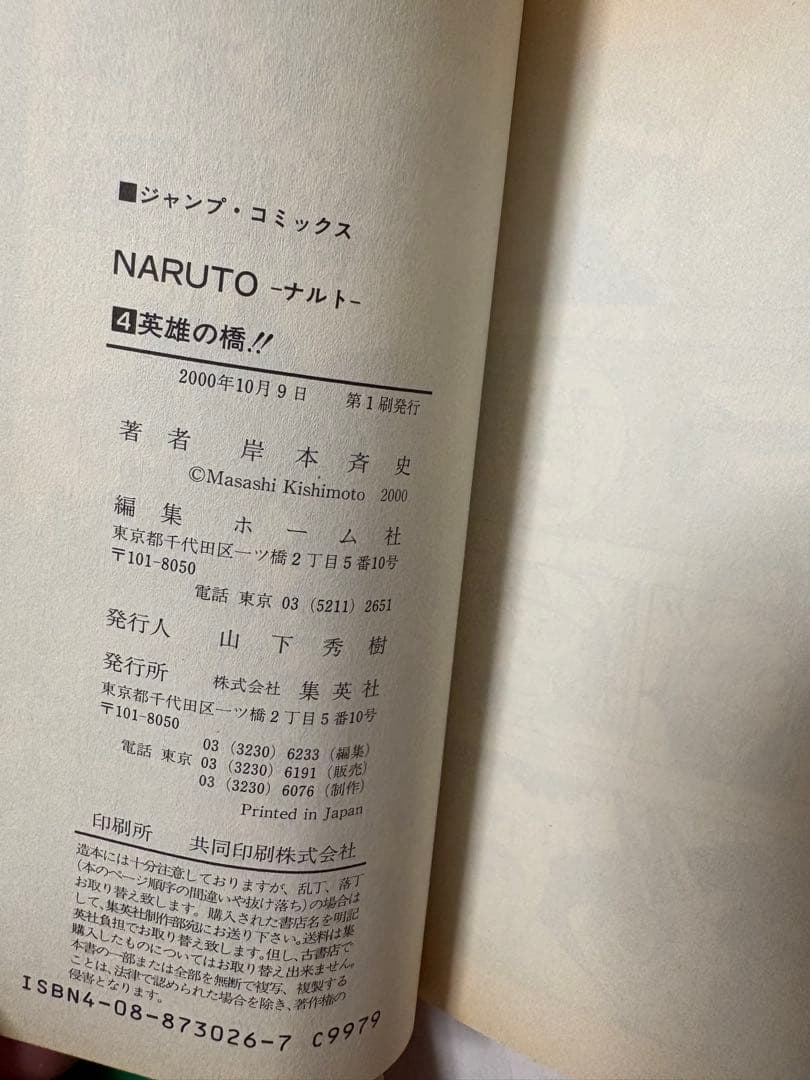 ■ジャンプ・コミックス
NARUTO -ナルト-
4英雄の橋!!
2000年10月9日 第1刷発行
著者 岸本斉史
©Masashi Kishimoto 2000
編集 ホーム社
東京都千代田区一ツ橋2丁目5番10号
〒101-8050
電話 東京 03(5211)2651
発行人 山下秀樹
発行所 株式会社 集英社
東京都千代田区一ツ橋2丁目5番10号
〒101-8050
03(3230)6233(編集)
電話 東京 03(3230)6191(販売)
03(3230)6076(制作)
Printed in Japan
印刷所 共同印刷株式会社
造本には十分注意しておりますが、乱丁、落丁
(本のページ順序の間違いや抜け落ち)の場合は
お取り替え致します。購入された書店名を明記
して、集英社制作部宛にお送り下さい。送料は集
英社負担でお取り替え致します。但し、古書店で
購入したものについてはお取り替え出来ません。
本書の一部または全部を無断で複写、複製する
ことは、法律で認められた場合を除き、著作権の
侵害となります。
ISBN4-08-873026-7 C9979